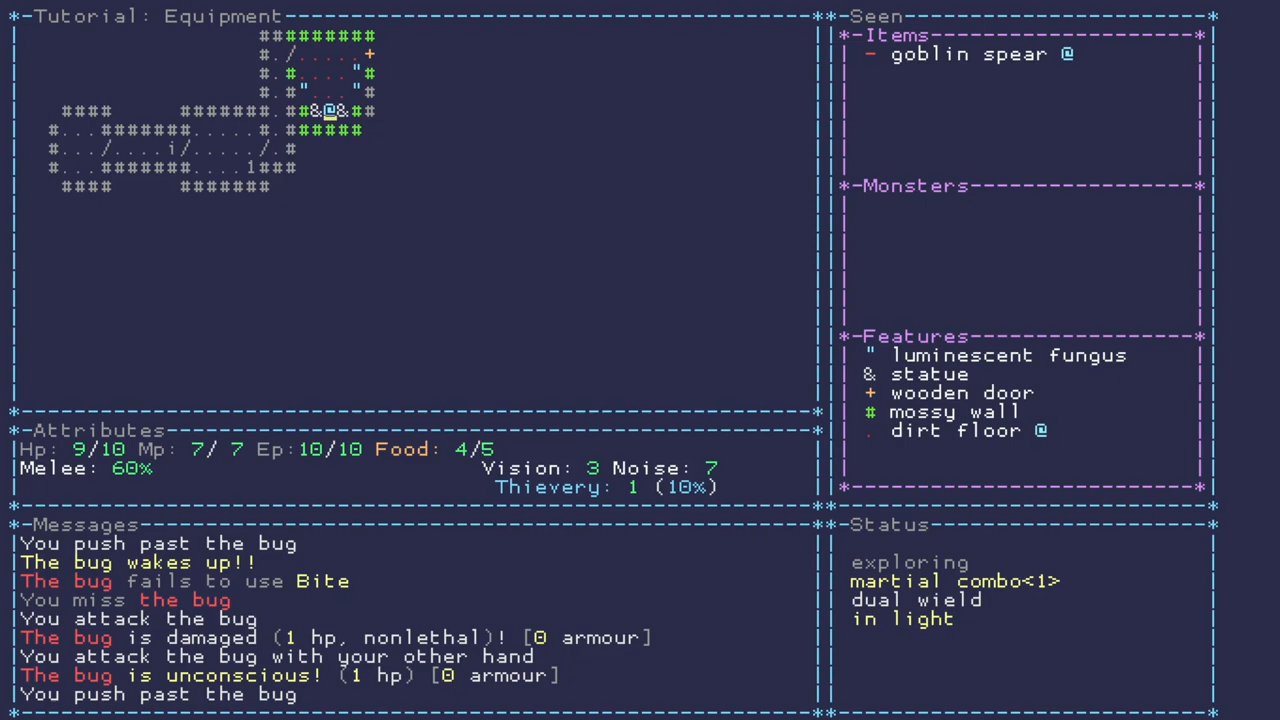 Tutorial: Equipment
#########
#./.....+
#.#...."#
#.#"..."#
#### #######.##&@&##
#...#######.....#.######
#.../....i/...../.#
#...#######....1###
#### #######
Attributes
Hp: 9/10 Mp: 7/ 7 Ep:10/10 Food: 4/5
Melee: 60% Vision: 3 Noise: 7
Thievery: 1 (10%)
Messages
You push past the bug
The bug wakes up!!
The bug fails to use Bite
You miss the bug
You attack the bug
The bug is damaged (1 hp, nonlethal)! [0 armour]
You attack the bug with your other hand
The bug is unconscious! (1 hp) [0 armour]
You push past the bug
Seen
Items
- goblin spear @
Monsters
Features
" luminescent fungus
& statue
+ wooden door
# mossy wall
. dirt floor @
Status
exploring
martial combo<1>
dual wield
in light